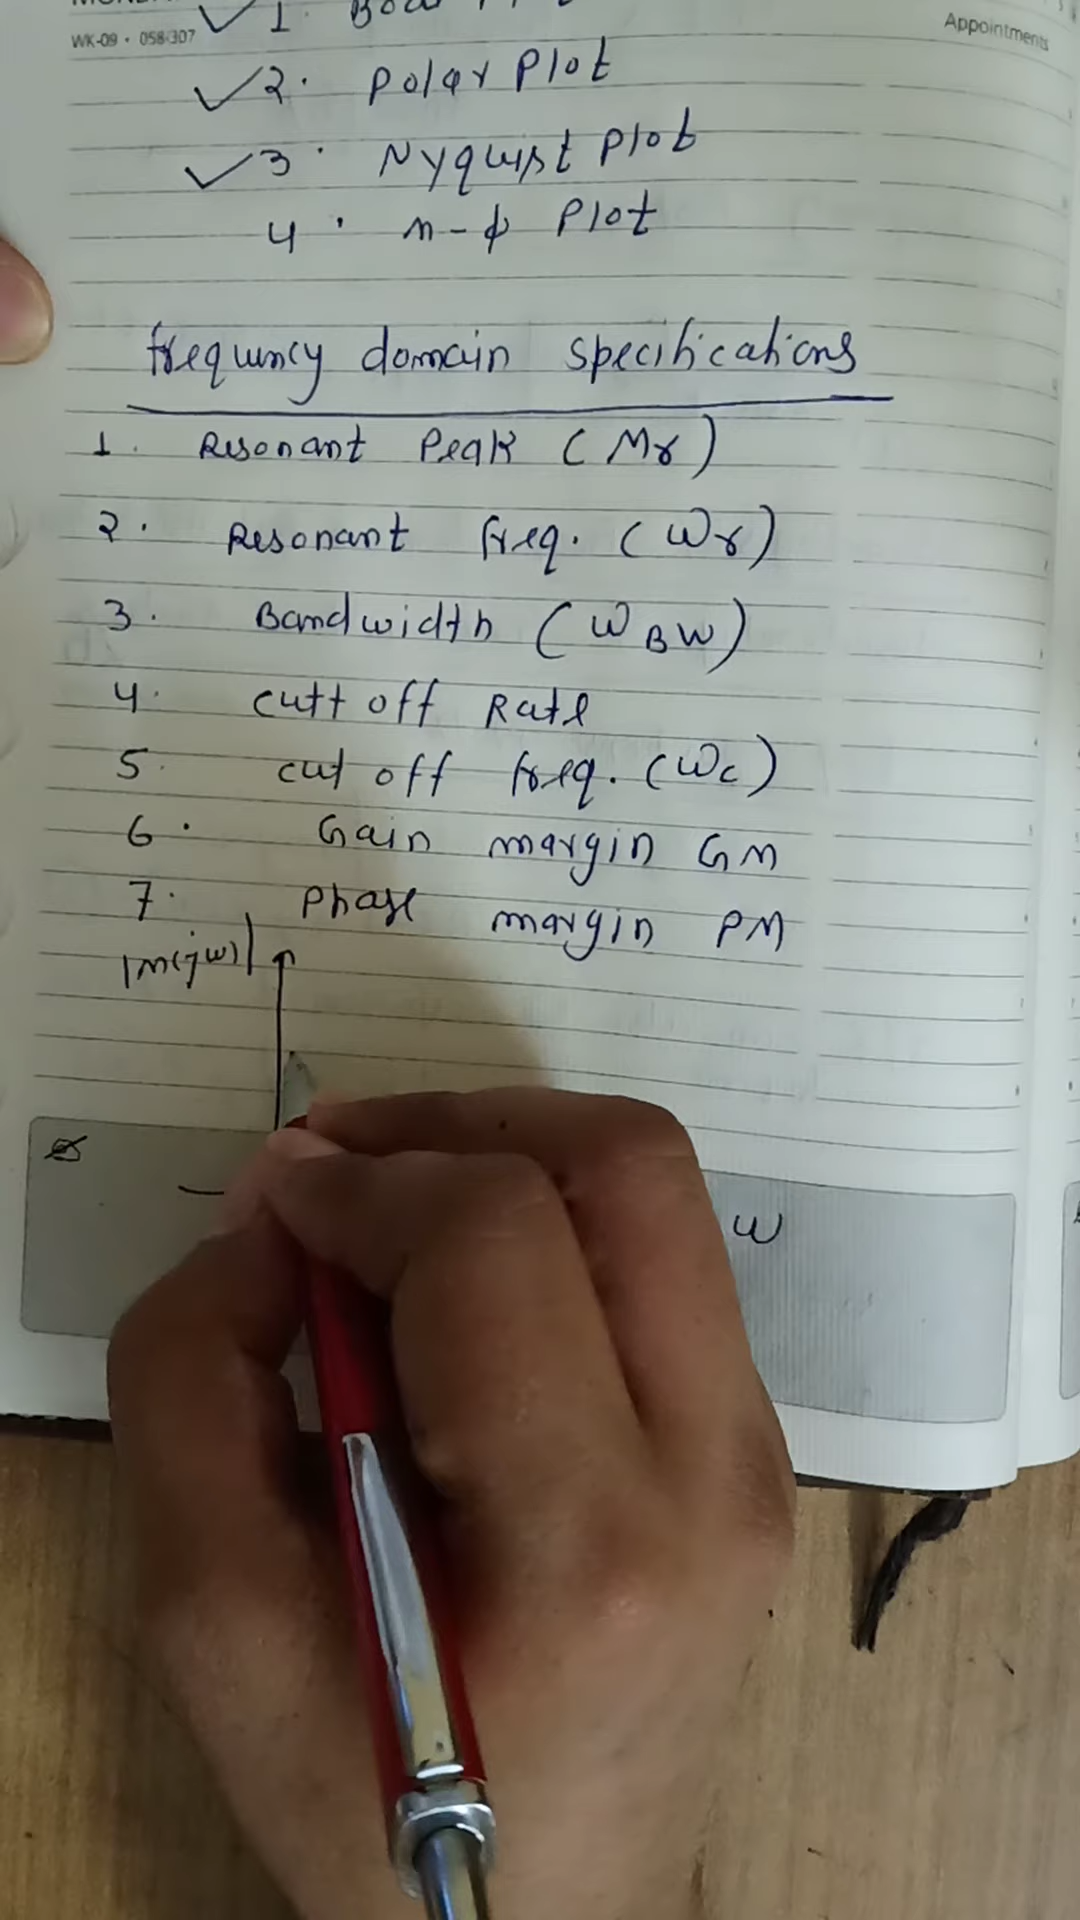 WK-09 • 058-307
Appointments
✓ 1.
✓ 2. Polar Plot
✓ 3. Nyquist Plot
4. m-φ Plot
frequncy domain specifications
1. Resonant Peak (Mr)
2. Resonant freq. (ωr)
3. Bandwidth (ωBW)
4. cutt off Rate
5. cut off freq. (ωc)
6. Gain margin GM
7. Phase margin PM
|M(jω)|
ω